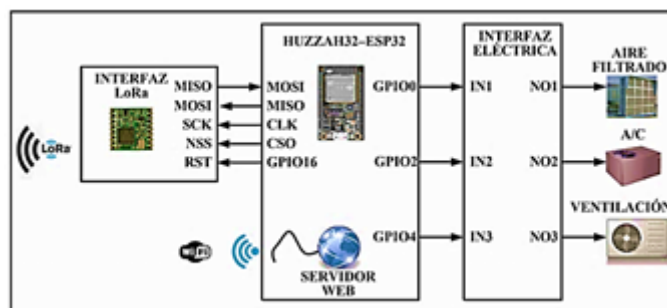 HUZZAH32-ESP32
INTERFAZ
ELÉCTRICA
AIRE
FILTRADO
INTERFAZ
LoRa
MISO
MOSI
SCK
NSS
RST
MOSI
MISO
CLK
CSO
GPIO16
GPIO0
GPIO2
GPIO4
IN1
IN2
IN3
NO1
NO2
NO3
A/C
VENTILACIÓN
LoRa
WiFi
SERVIDOR
WEB